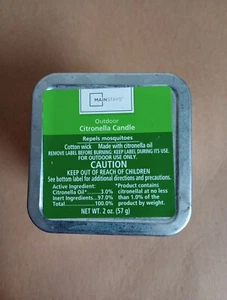 MAINSTAYS
Outdoor
Citronella Candle
Repels mosquitoes
Cotton wick Made with citronella oil
REMOVE LABEL BEFORE BURNING: KEEP LABEL DURING ITS USE.
FOR OUTDOOR USE ONLY.
CAUTION
KEEP OUT OF REACH OF CHILDREN
See bottom label for additional directions and precautions.
Active Ingredient:
Citronella Oil*.......3.0%
Inert Ingredients....97.0%
Total...............100.0%
*Product contains
citronellal at no less
than 1.0% of the
product by weight.
NET WT. 2 oz. (57 g)